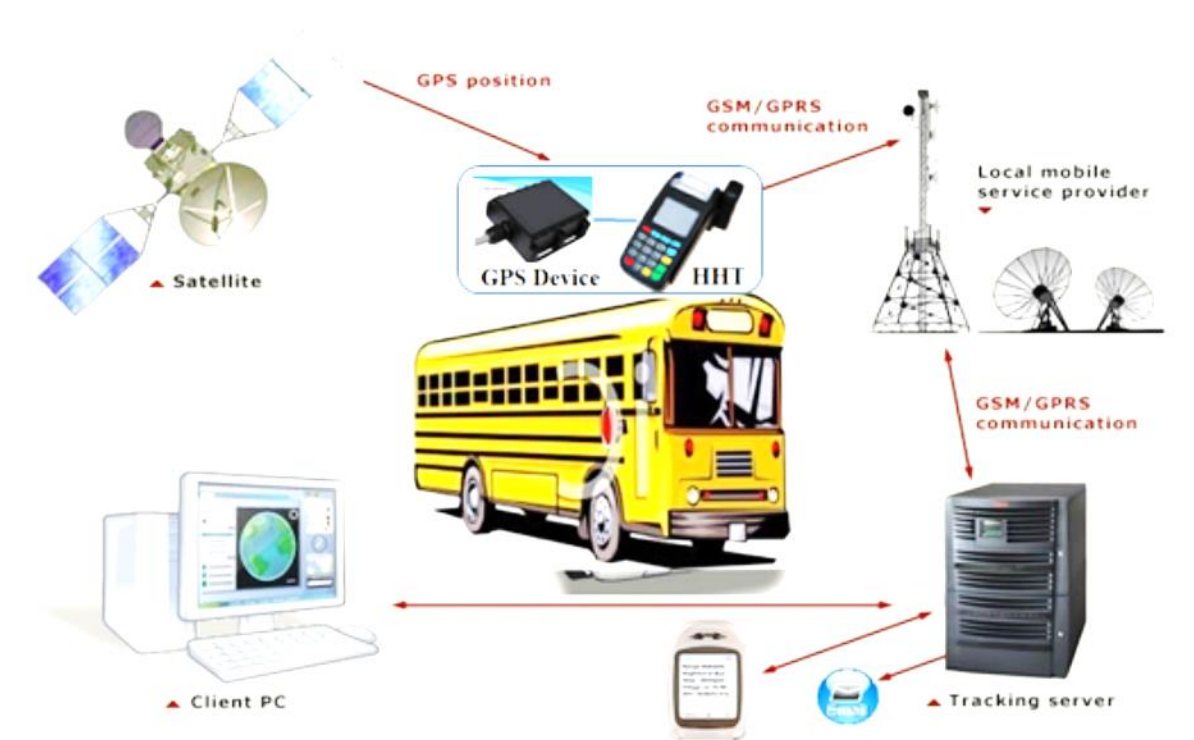 GPS position
GSM/GPRS
communication
Local mobile
service provider
GPS Device
HHT
Satellite
GSM/GPRS
communication
Client PC
Email
Tracking server